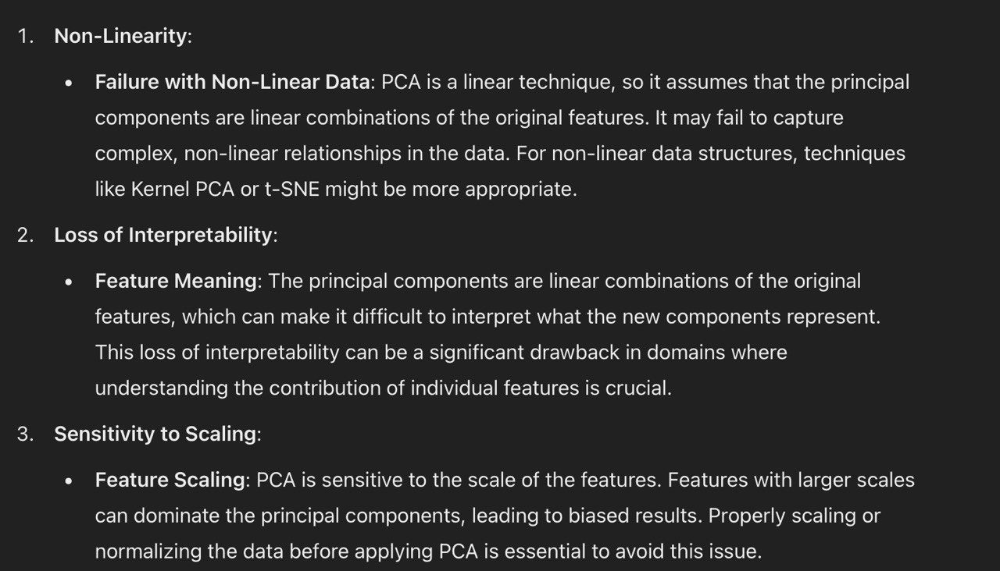 1. Non-Linearity:
• Failure with Non-Linear Data: PCA is a linear technique, so it assumes that the principal
components are linear combinations of the original features. It may fail to capture
complex, non-linear relationships in the data. For non-linear data structures, techniques
like Kernel PCA or t-SNE might be more appropriate.
2. Loss of Interpretability:
• Feature Meaning: The principal components are linear combinations of the original
features, which can make it difficult to interpret what the new components represent.
This loss of interpretability can be a significant drawback in domains where
understanding the contribution of individual features is crucial.
3. Sensitivity to Scaling:
• Feature Scaling: PCA is sensitive to the scale of the features. Features with larger scales
can dominate the principal components, leading to biased results. Properly scaling or
normalizing the data before applying PCA is essential to avoid this issue.